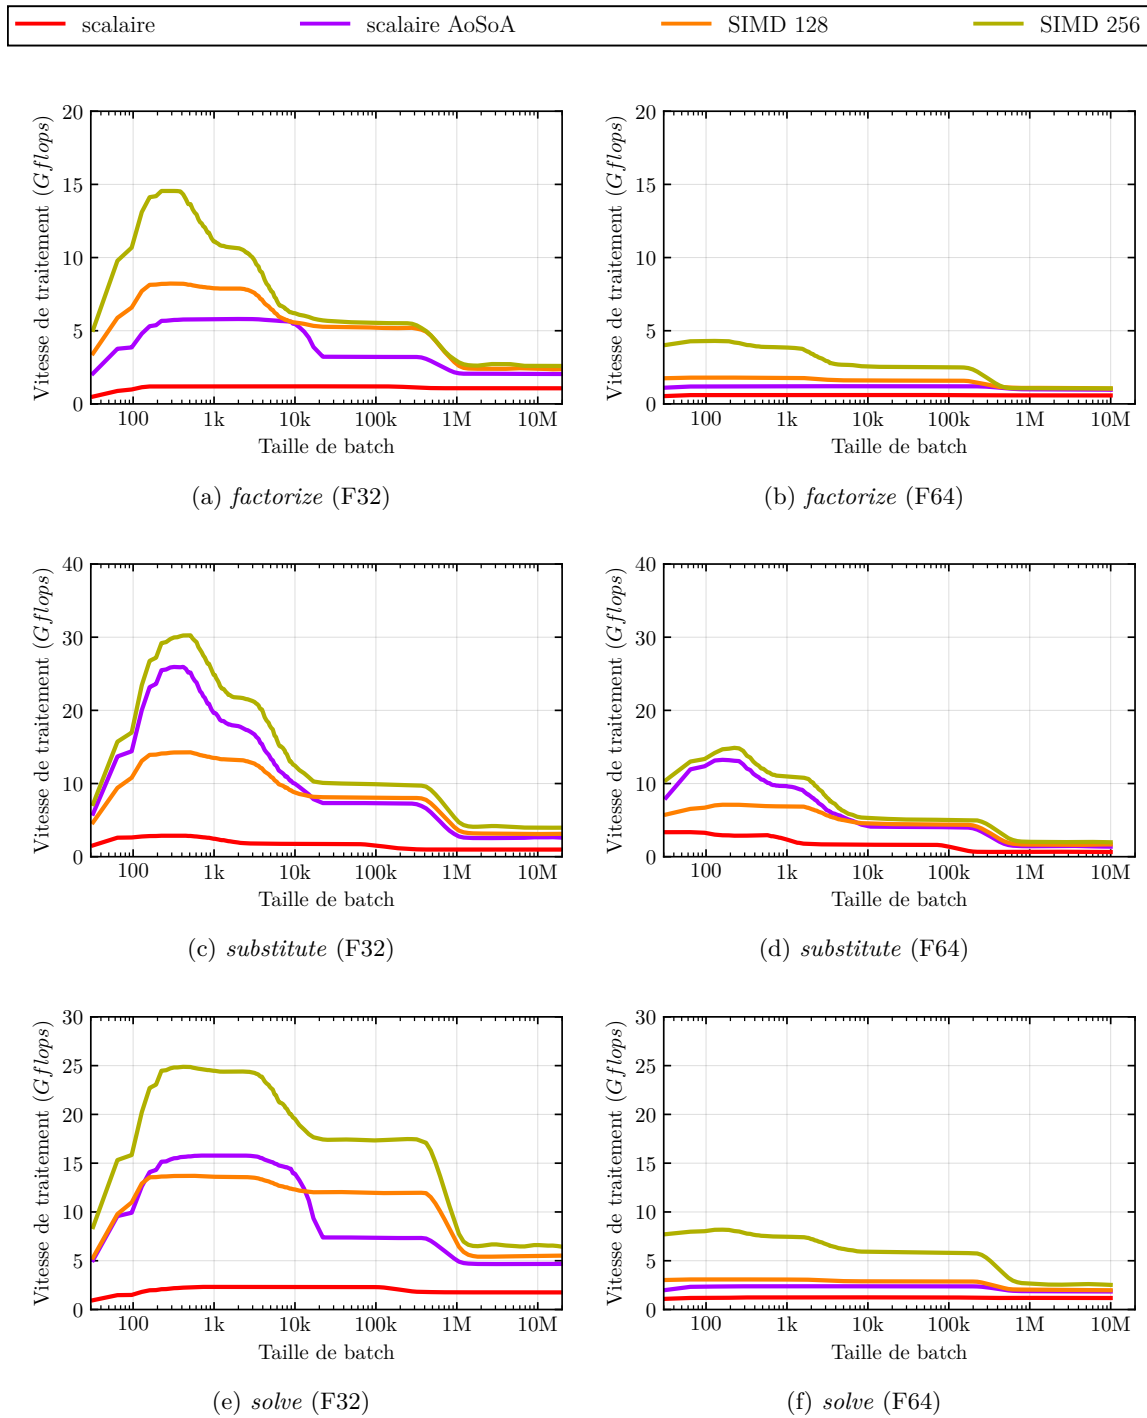 scalaire scalaire AoSoA SIMD 128 SIMD 256
Vitesse de traitement (Gflops)
20
15
10
5
0
100 1k 10k 100k 1M 10M
Taille de batch
(a) factorize (F32)
Vitesse de traitement (Gflops)
20
15
10
5
0
100 1k 10k 100k 1M 10M
Taille de batch
(b) factorize (F64)
Vitesse de traitement (Gflops)
40
30
20
10
0
100 1k 10k 100k 1M 10M
Taille de batch
(c) substitute (F32)
Vitesse de traitement (Gflops)
40
30
20
10
0
100 1k 10k 100k 1M 10M
Taille de batch
(d) substitute (F64)
Vitesse de traitement (Gflops)
30
25
20
15
10
5
0
100 1k 10k 100k 1M 10M
Taille de batch
(e) solve (F32)
Vitesse de traitement (Gflops)
30
25
20
15
10
5
0
100 1k 10k 100k 1M 10M
Taille de batch
(f) solve (F64)